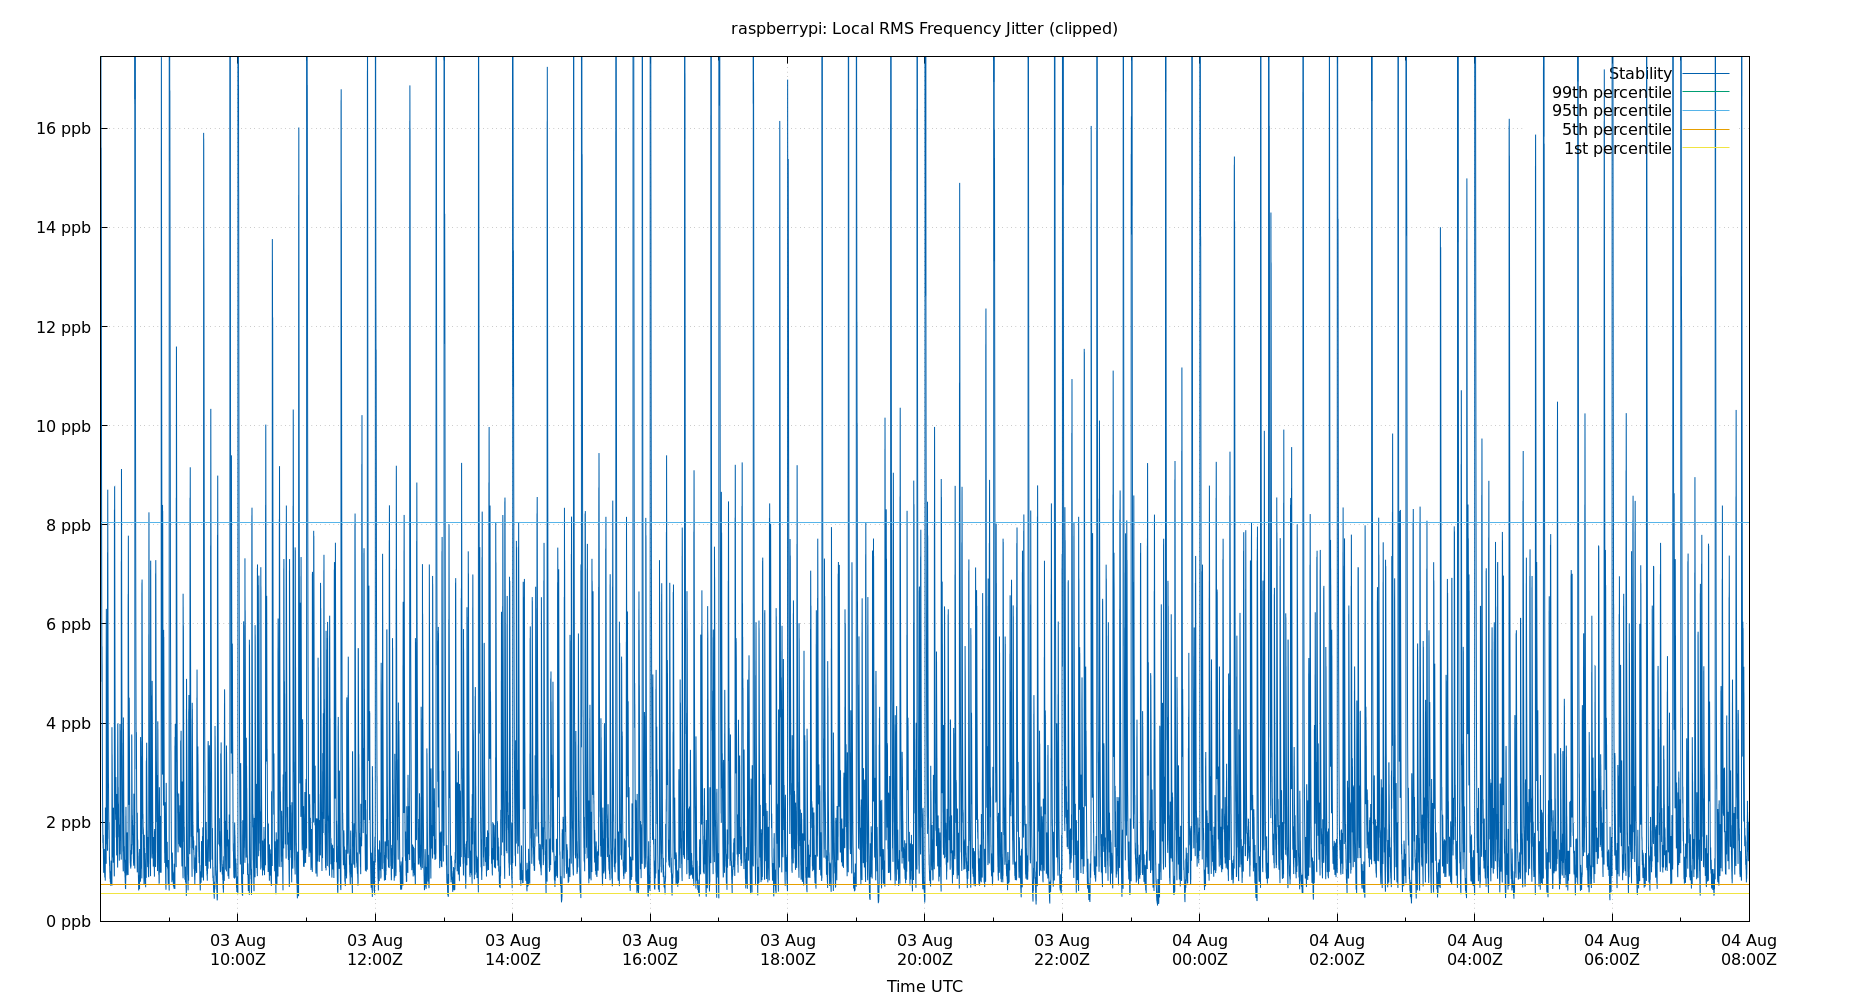 raspberrypi: Local RMS Frequency Jitter (clipped)
Stability
99th percentile
95th percentile
5th percentile
1st percentile
16 ppb
14 ppb
12 ppb
10 ppb
8 ppb
6 ppb
4 ppb
2 ppb
0 ppb
03 Aug 03 Aug 03 Aug 03 Aug 03 Aug 03 Aug 03 Aug 04 Aug 04 Aug 04 Aug 04 Aug 04 Aug
10:00Z 12:00Z 14:00Z 16:00Z 18:00Z 20:00Z 22:00Z 00:00Z 02:00Z 04:00Z 06:00Z 08:00Z
Time UTC